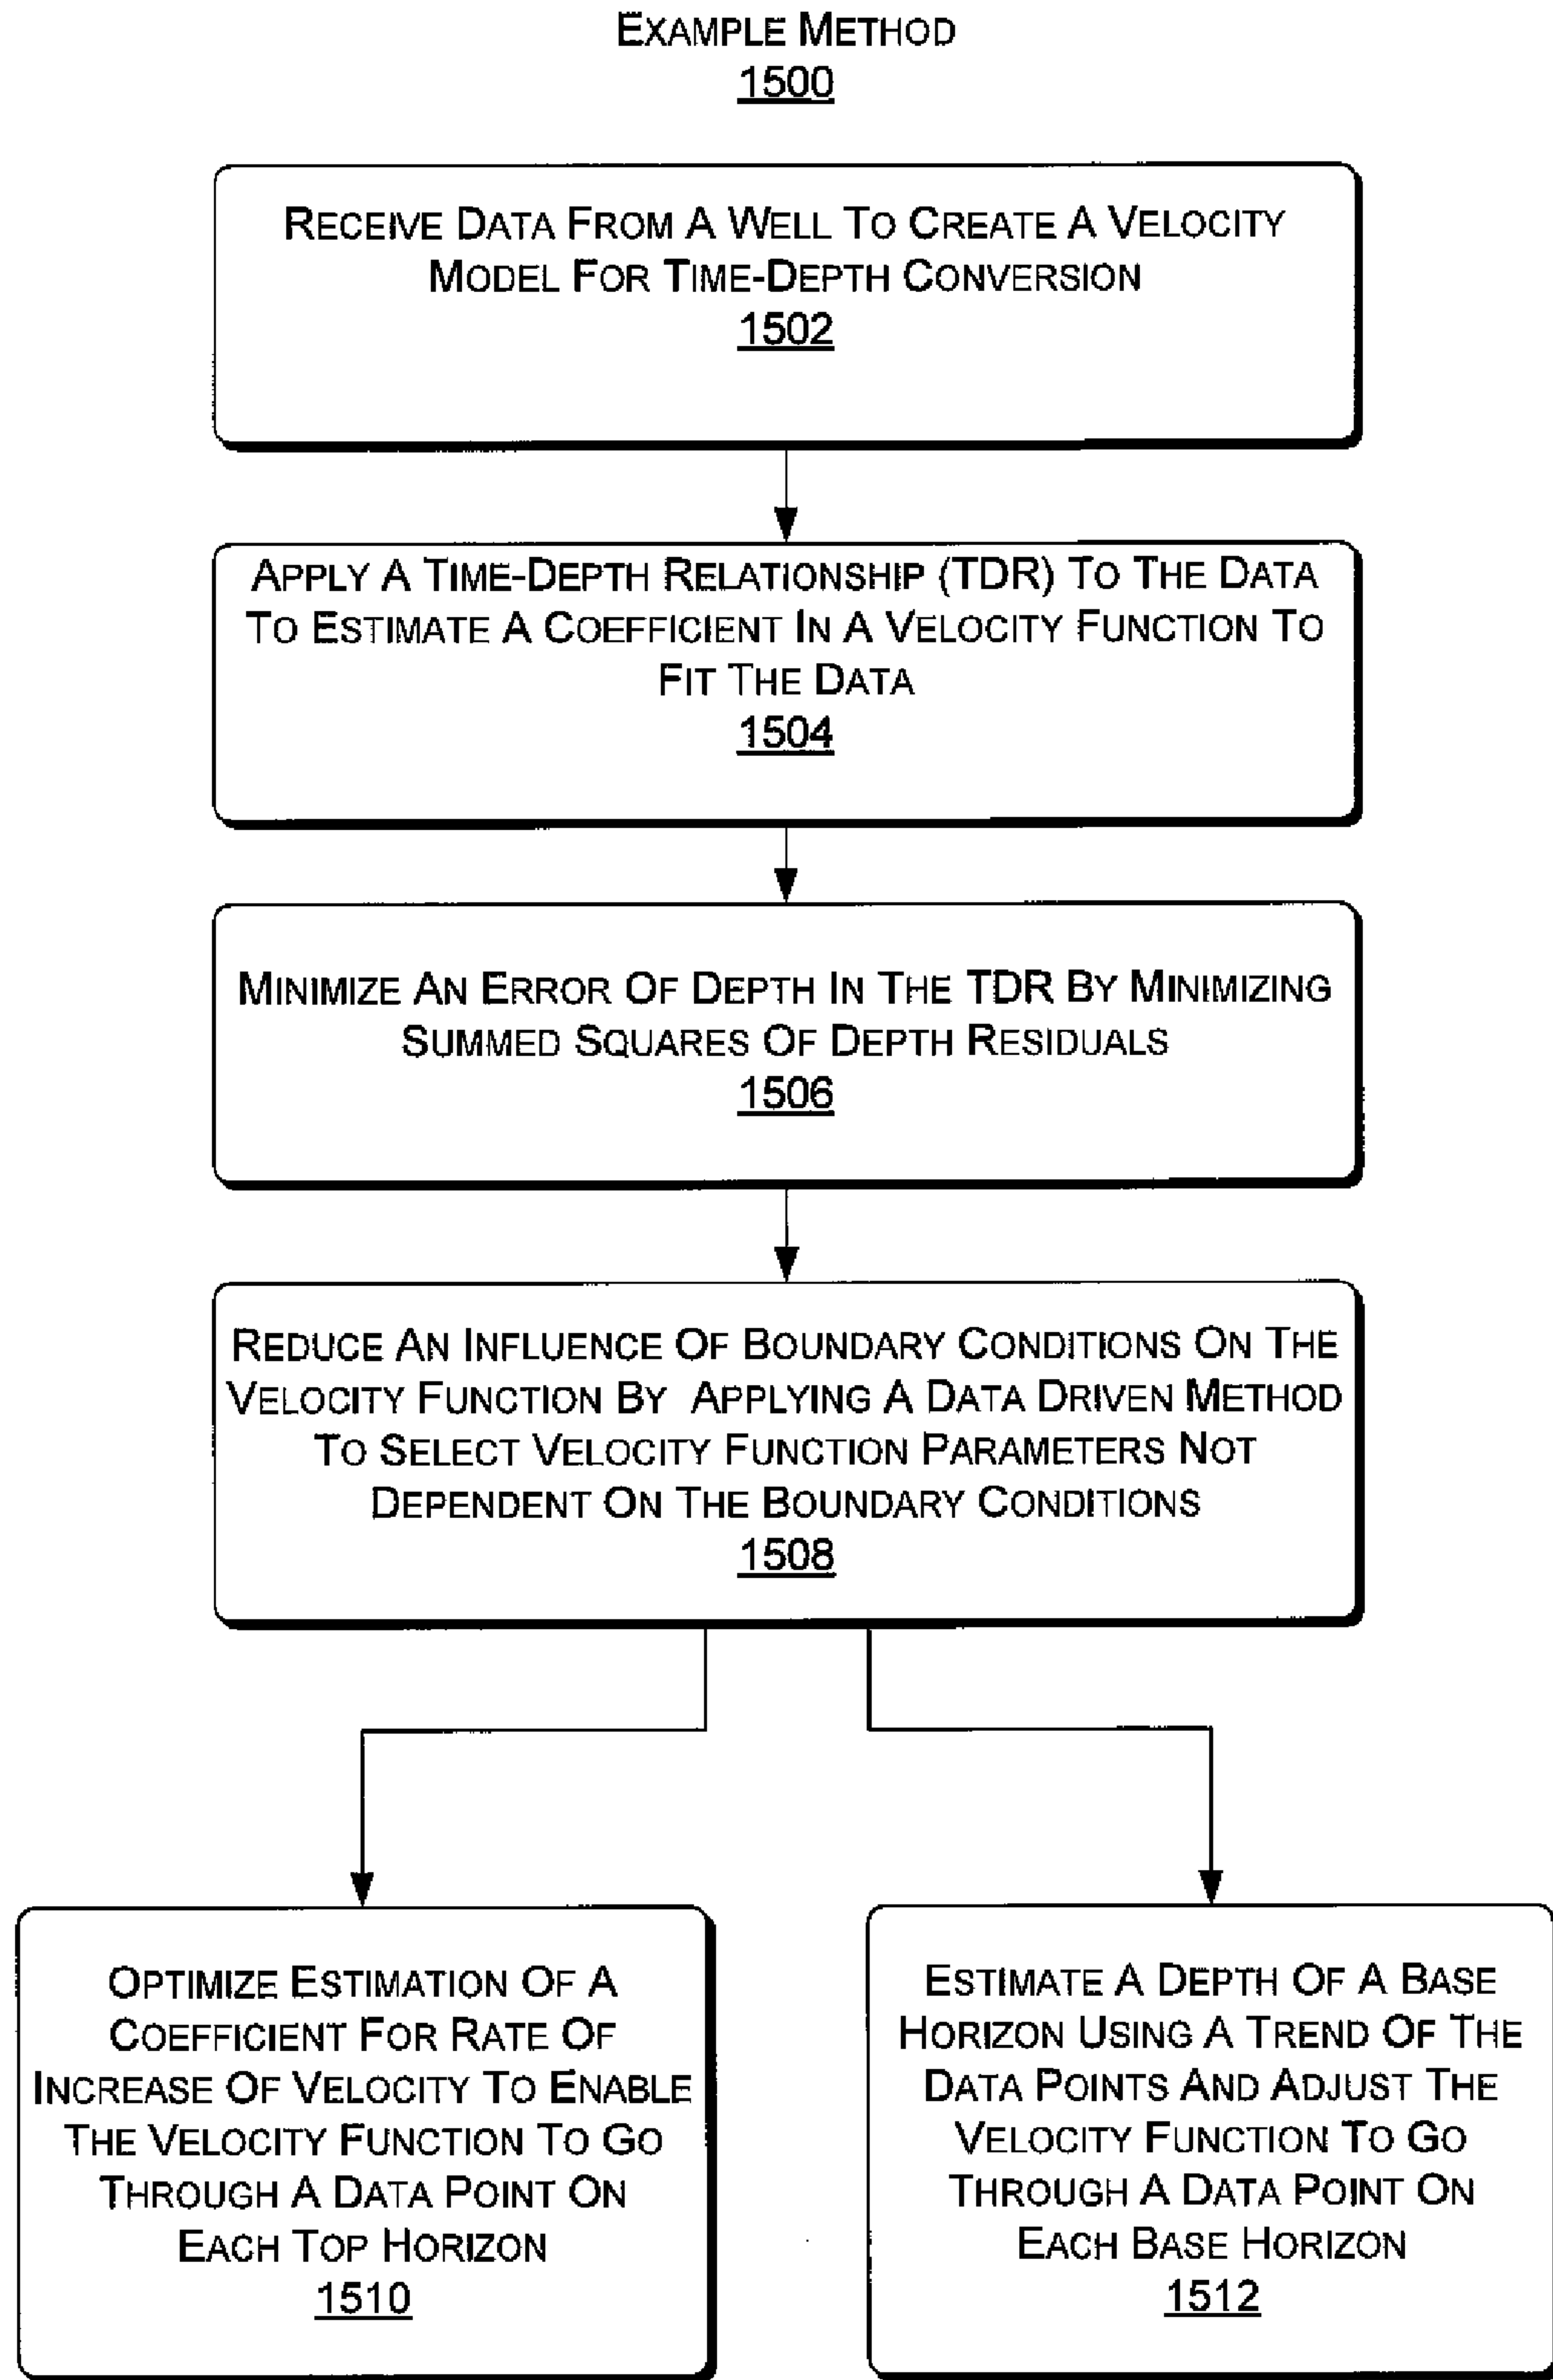 EXAMPLE METHOD
1500
RECEIVE DATA FROM A WELL TO CREATE A VELOCITY
MODEL FOR TIME-DEPTH CONVERSION
1502
APPLY A TIME-DEPTH RELATIONSHIP (TDR) TO THE DATA
TO ESTIMATE A COEFFICIENT IN A VELOCITY FUNCTION TO
FIT THE DATA
1504
MINIMIZE AN ERROR OF DEPTH IN THE TDR BY MINIMIZING
SUMMED SQUARES OF DEPTH RESIDUALS
1506
REDUCE AN INFLUENCE OF BOUNDARY CONDITIONS ON THE
VELOCITY FUNCTION BY APPLYING A DATA DRIVEN METHOD
TO SELECT VELOCITY FUNCTION PARAMETERS NOT
DEPENDENT ON THE BOUNDARY CONDITIONS
1508
OPTIMIZE ESTIMATION OF A
COEFFICIENT FOR RATE OF
INCREASE OF VELOCITY TO ENABLE
THE VELOCITY FUNCTION TO GO
THROUGH A DATA POINT ON
EACH TOP HORIZON
1510
ESTIMATE A DEPTH OF A BASE
HORIZON USING A TREND OF THE
DATA POINTS AND ADJUST THE
VELOCITY FUNCTION TO GO
THROUGH A DATA POINT ON
EACH BASE HORIZON
1512